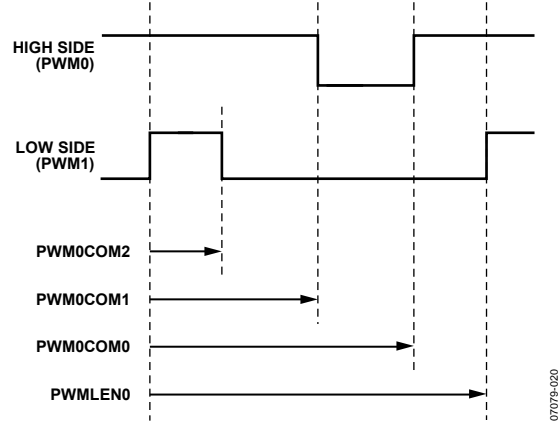 HIGH SIDE
(PWM0)
LOW SIDE
(PWM1)
PWM0COM2
PWM0COM1
PWM0COM0
PWMLEN0
07079-020